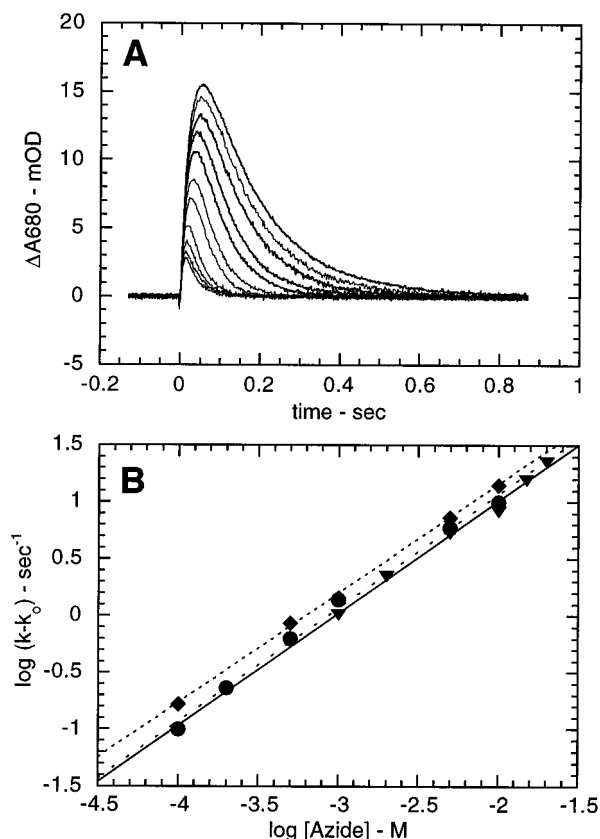 A
20
15
10
5
0
-5
ΔA680 - mOD
-0.2 0 0.2 0.4 0.6 0.8 1
time - sec
B
1.5
1
0.5
0
-0.5
-1
-1.5
log (k-k₀) - sec⁻¹
-4.5 -4 -3.5 -3 -2.5 -2 -1.5
log [Azide] - M